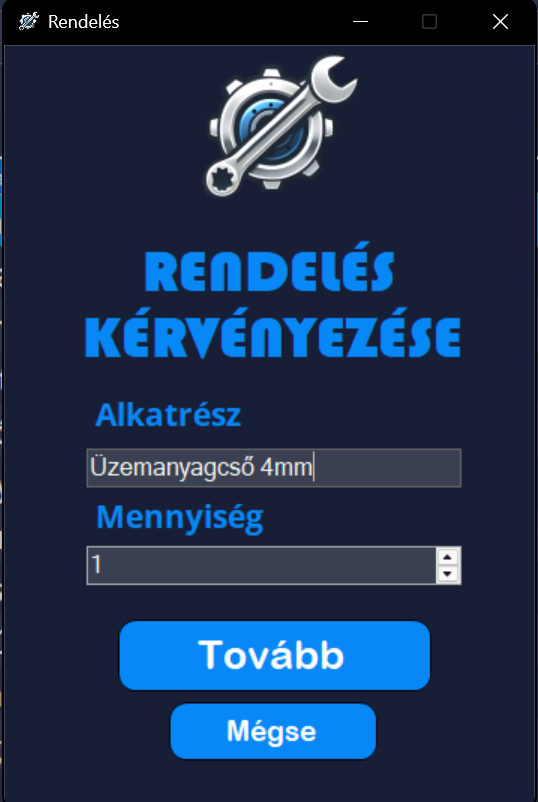 Rendelés
RENDELÉS
KÉRVÉNYEZÉSE
Alkatrész
Üzemanyagcső 4mm
Mennyiség
1
Tovább
Mégse